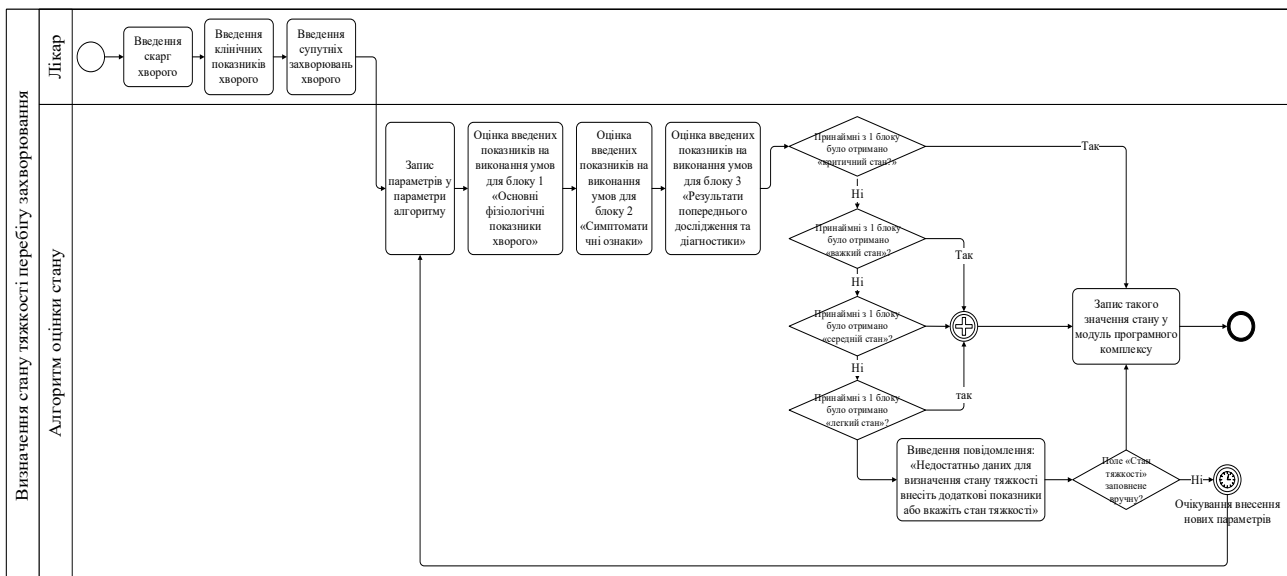 Визначення стану тяжкості перебігу захворювання
Лікар
Введення
скарг
хворого
Введення
клінічних
показників
хворого
Введення
супутніх
захворювань
хворого
Алгоритм оцінки стану
Запис
параметрів у
параметри
алгоритму
Оцінка введених
показників на
виконання умов
для блоку 1
«Основні
фізіологічні
показники
хворого»
Оцінка
введених
показників на
виконання
умов для
блоку 2
«Симптомати
чні ознаки»
Оцінка введених
показників на
виконання умов
для блоку 3
«Результати
попереднього
дослідження та
діагностики»
Принаймні з 1 блоку
було отримано
«критичний стан?»
Так
Ні
Принаймні з 1 блоку
було отримано
«важкий стан»?
Так
Ні
Принаймні з 1 блоку
було отримано
«середній стан»?
Ні
Принаймні з 1 блоку
було отримано
«легкий стан»?
так
Запис такого
значення стану у
модуль програмного
комплексу
Виведення повідомлення:
«Недостатньо даних для
визначення стану тяжкості
внесіть додаткові показники
або вкажіть стан тяжкості»
Поле «Стан
тяжкості»
заповнене
вручну?
Ні
Очікування внесення
нових параметрів